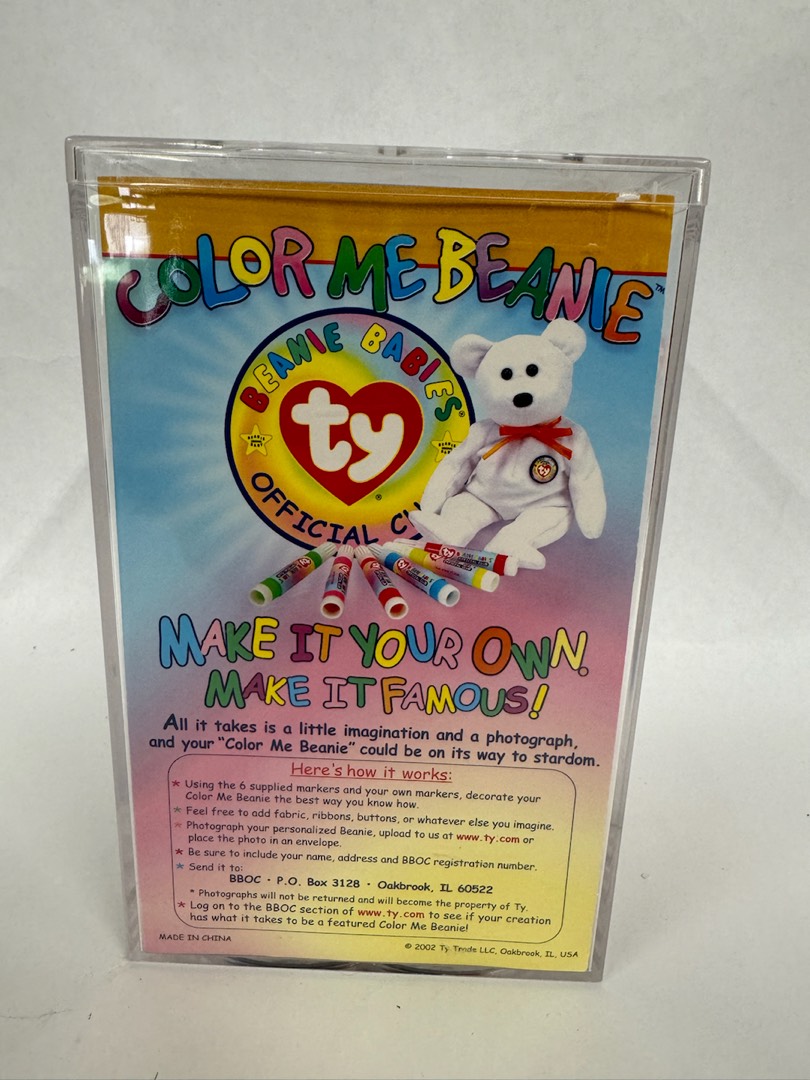 COLOR ME BEANIE™
BEANIE BABIES®
ty®
OFFICIAL
MAKE IT YOUR OWN.
MAKE IT FAMOUS!
All it takes is a little imagination and a photograph,
and your "Color Me Beanie" could be on its way to stardom.
Here's how it works:
* Using the 6 supplied markers and your own markers, decorate your
Color Me Beanie the best way you know how.
* Feel free to add fabric, ribbons, buttons, or whatever else you imagine.
* Photograph your personalized Beanie, upload to us at www.ty.com or
place the photo in an envelope.
* Be sure to include your name, address and BBOC registration number.
* Send it to:
BBOC · P.O. Box 3128 · Oakbrook, IL 60522
* Photographs will not be returned and will become the property of Ty.
* Log on to the BBOC section of www.ty.com to see if your creation
has what it takes to be a featured Color Me Beanie!
MADE IN CHINA
© 2002 Ty Trade LLC, Oakbrook, IL, USA